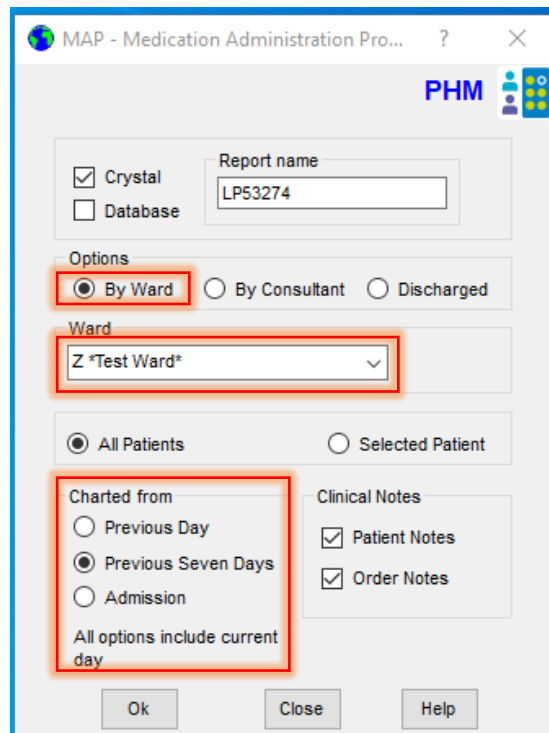 MAP - Medication Administration Pro... ?
PHM
Report name
Crystal
LP53274
Database
Options
By Ward By Consultant Discharged
Ward
Z *Test Ward*
All Patients Selected Patient
Charted from Clinical Notes
Previous Day
Patient Notes
Previous Seven Days
Order Notes
Admission
All options include current
day
Ok Close Help